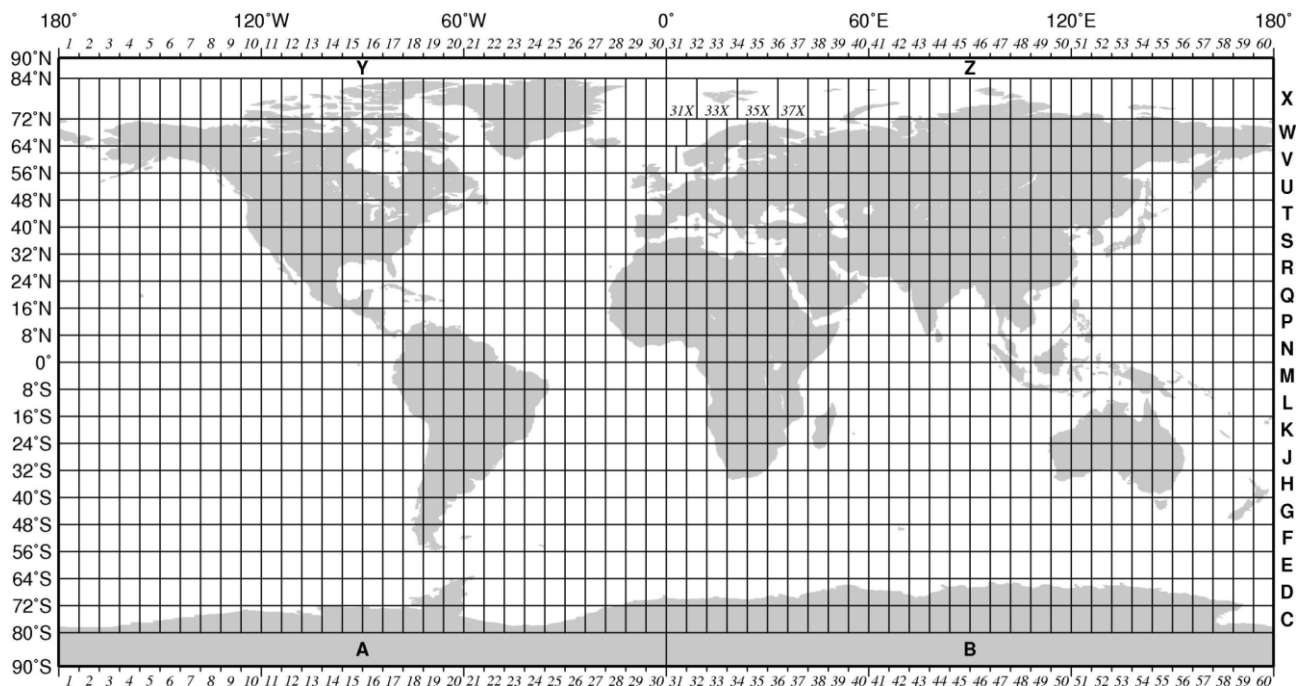 180° 120°W 60°W 0° 60°E 120°E 180°
1 2 3 4 5 6 7 8 9 10 11 12 13 14 15 16 17 18 19 20 21 22 23 24 25 26 27 28 29 30 31 32 33 34 35 36 37 38 39 40 41 42 43 44 45 46 47 48 49 50 51 52 53 54 55 56 57 58 59 60
90°N Y Z
84°N
X
31X 33X 35X 37X
72°N
W
64°N
V
56°N
U
48°N
T
40°N
S
32°N
R
24°N
Q
16°N
P
8°N
N
0°
M
8°S
L
16°S
K
24°S
J
32°S
H
40°S
G
48°S
F
56°S
E
64°S
D
72°S
C
80°S
A B
90°S
1 2 3 4 5 6 7 8 9 10 11 12 13 14 15 16 17 18 19 20 21 22 23 24 25 26 27 28 29 30 31 32 33 34 35 36 37 38 39 40 41 42 43 44 45 46 47 48 49 50 51 52 53 54 55 56 57 58 59 60